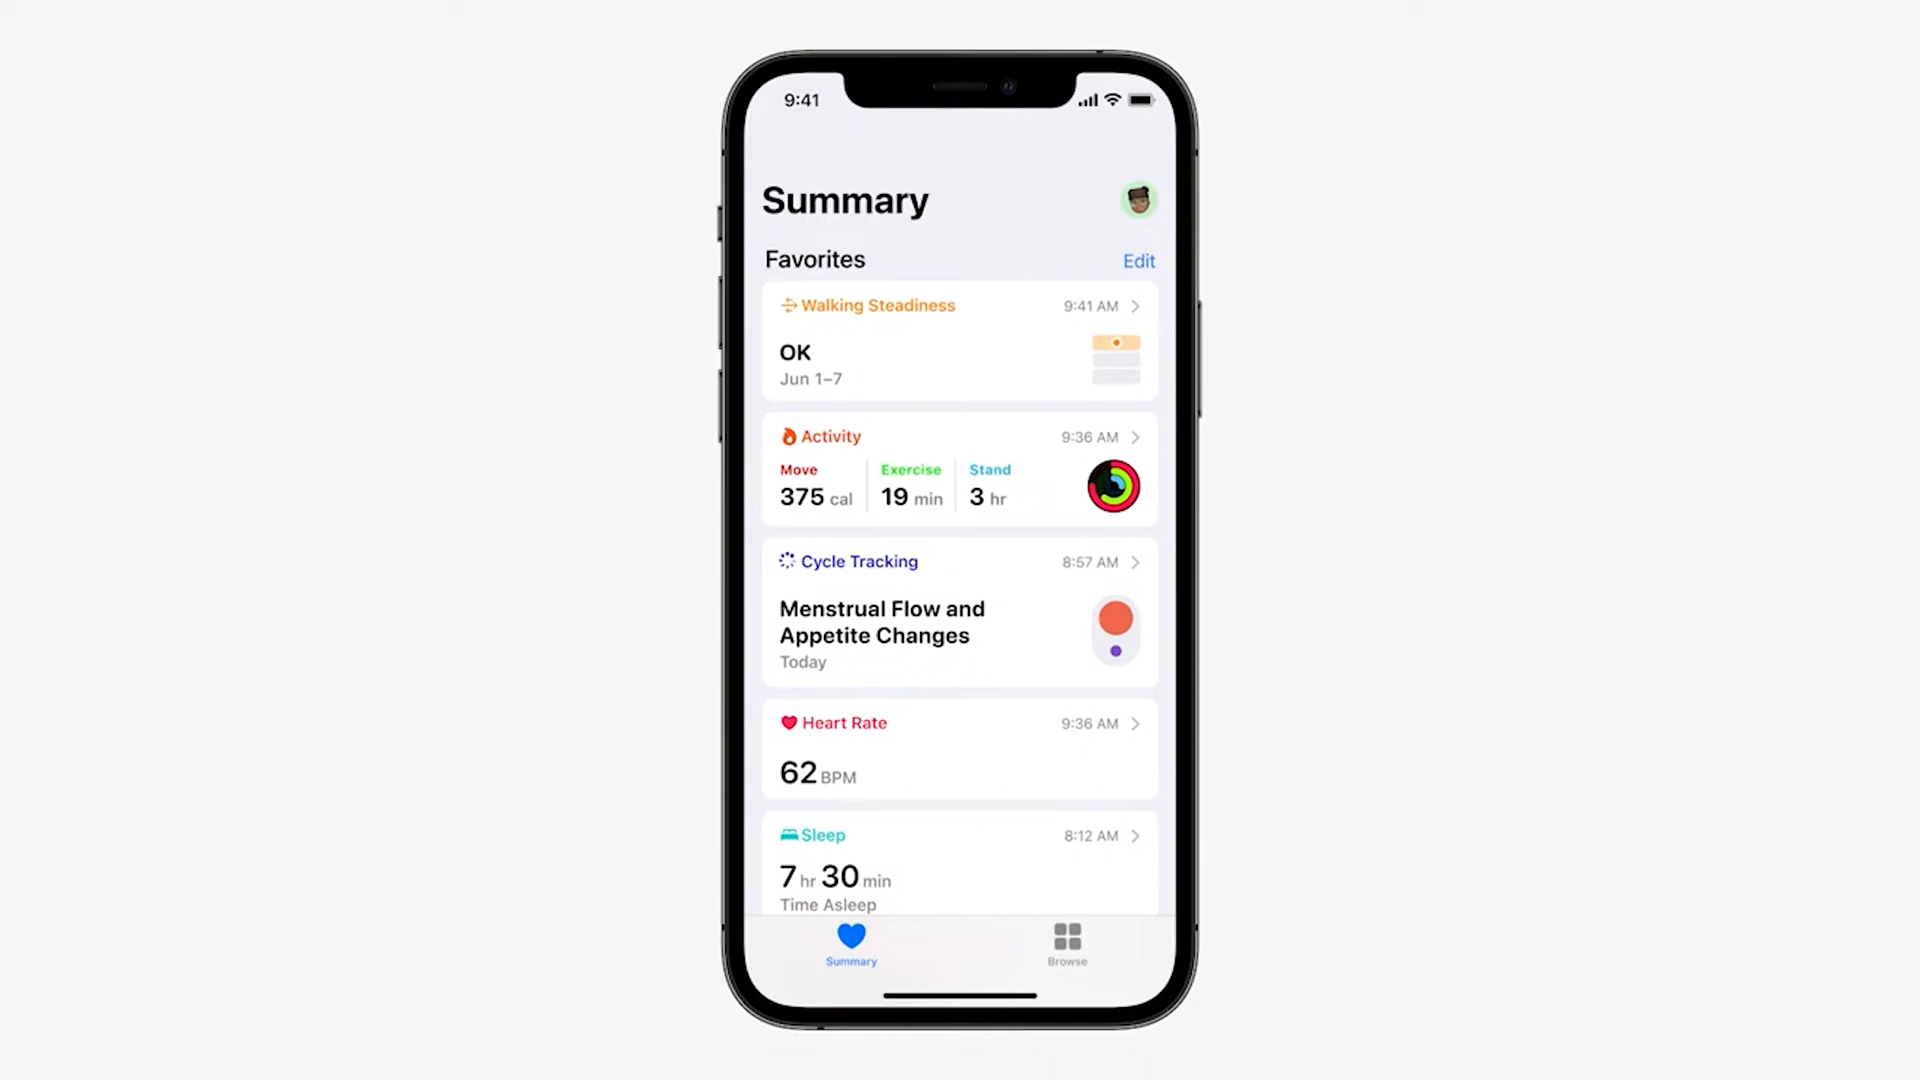 9:41
Summary
Favorites
Edit
Walking Steadiness
9:41 AM
OK
Jun 1–7
Activity
9:36 AM
Move
Exercise
Stand
375 cal
19 min
3 hr
Cycle Tracking
8:57 AM
Menstrual Flow and
Appetite Changes
Today
Heart Rate
9:36 AM
62 BPM
Sleep
8:12 AM
7 hr 30 min
Time Asleep
Summary
Browse